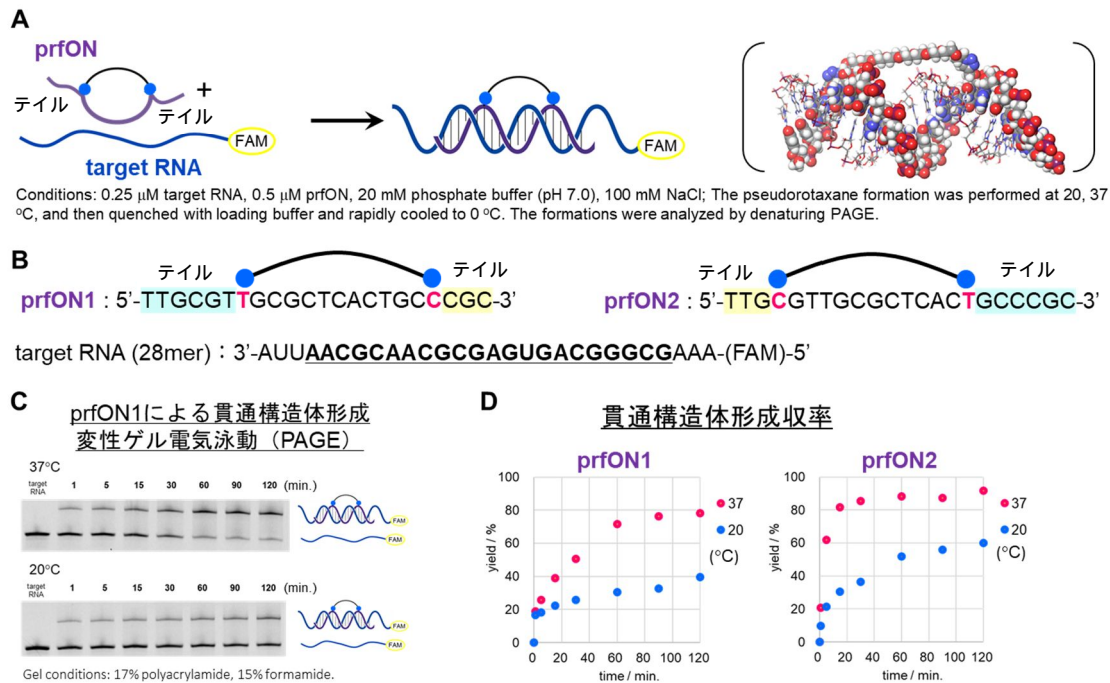 A
prfON
テイル
+
テイル
FAM
target RNA
FAM
Conditions: 0.25 μM target RNA, 0.5 μM prfON, 20 mM phosphate buffer (pH 7.0), 100 mM NaCl; The pseudorotaxane formation was performed at 20, 37
ºC, and then quenched with loading buffer and rapidly cooled to 0 ºC. The formations were analyzed by denaturing PAGE.
B
テイル
テイル
prfON1 : 5’-TTGCGTTGCGCTCACTGCCCGC-3’
テイル
テイル
prfON2 : 5’-TTGCGTTGCGCTCACTGCCCGC-3’
target RNA (28mer)：3’-AUUAACGCAACGCGAGUGACGGGCGAAA-(FAM)-5’
C
prfON1による貫通構造体形成
変性ゲル電気泳動（PAGE）
37°C
target RNA 1 5 15 30 60 90 120 (min.)
FAM
FAM
20°C
target RNA 1 5 15 30 60 90 120 (min.)
FAM
FAM
Gel conditions: 17% polyacrylamide, 15% formamide.
D
貫通構造体形成収率
prfON1
yield / %
100
80
60
40
20
0
0 20 40 60 80 100 120
time / min.
37
20
(°C)
prfON2
yield / %
100
80
60
40
20
0
0 20 40 60 80 100 120
time / min.
37
20
(°C)